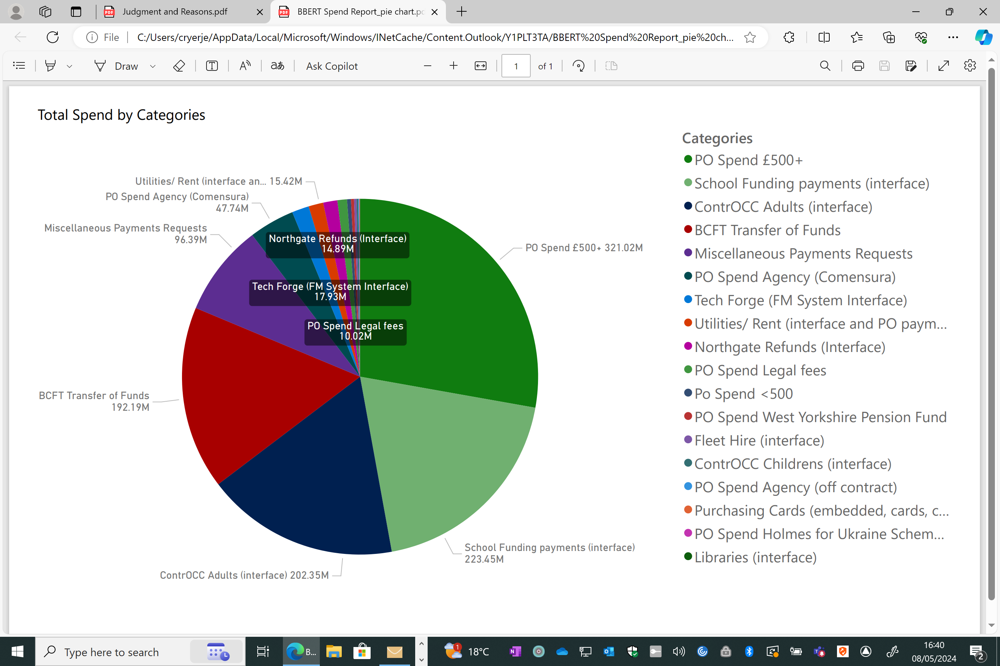 Judgment and Reasons.pdf
BBERT Spend Report_pie chart.pd
File
C:/Users/cryerje/AppData/Local/Microsoft/Windows/INetCache/Content.Outlook/Y1PLT3TA/BBERT%20Spend%20Report_pie%20ch...
Draw
aあ
Ask Copilot
1 of 1
Total Spend by Categories
Utilities/ Rent (interface an... 15.42M
PO Spend Agency (Comensura)
47.74M
Miscellaneous Payments Requests
96.39M
Northgate Refunds (Interface)
14.89M
PO Spend £500+ 321.02M
Tech Forge (FM System Interface)
17.93M
PO Spend Legal fees
10.02M
BCFT Transfer of Funds
192.19M
School Funding payments (interface)
223.45M
ContrOCC Adults (interface) 202.35M
Categories
PO Spend £500+
School Funding payments (interface)
ContrOCC Adults (interface)
BCFT Transfer of Funds
Miscellaneous Payments Requests
PO Spend Agency (Comensura)
Tech Forge (FM System Interface)
Utilities/ Rent (interface and PO paym...
Northgate Refunds (Interface)
PO Spend Legal fees
Po Spend <500
PO Spend West Yorkshire Pension Fund
Fleet Hire (interface)
ContrOCC Childrens (interface)
PO Spend Agency (off contract)
Purchasing Cards (embedded, cards, c...
PO Spend Holmes for Ukraine Schem...
Libraries (interface)
Type here to search
B...
1
18°C
16:40
08/05/2024
2